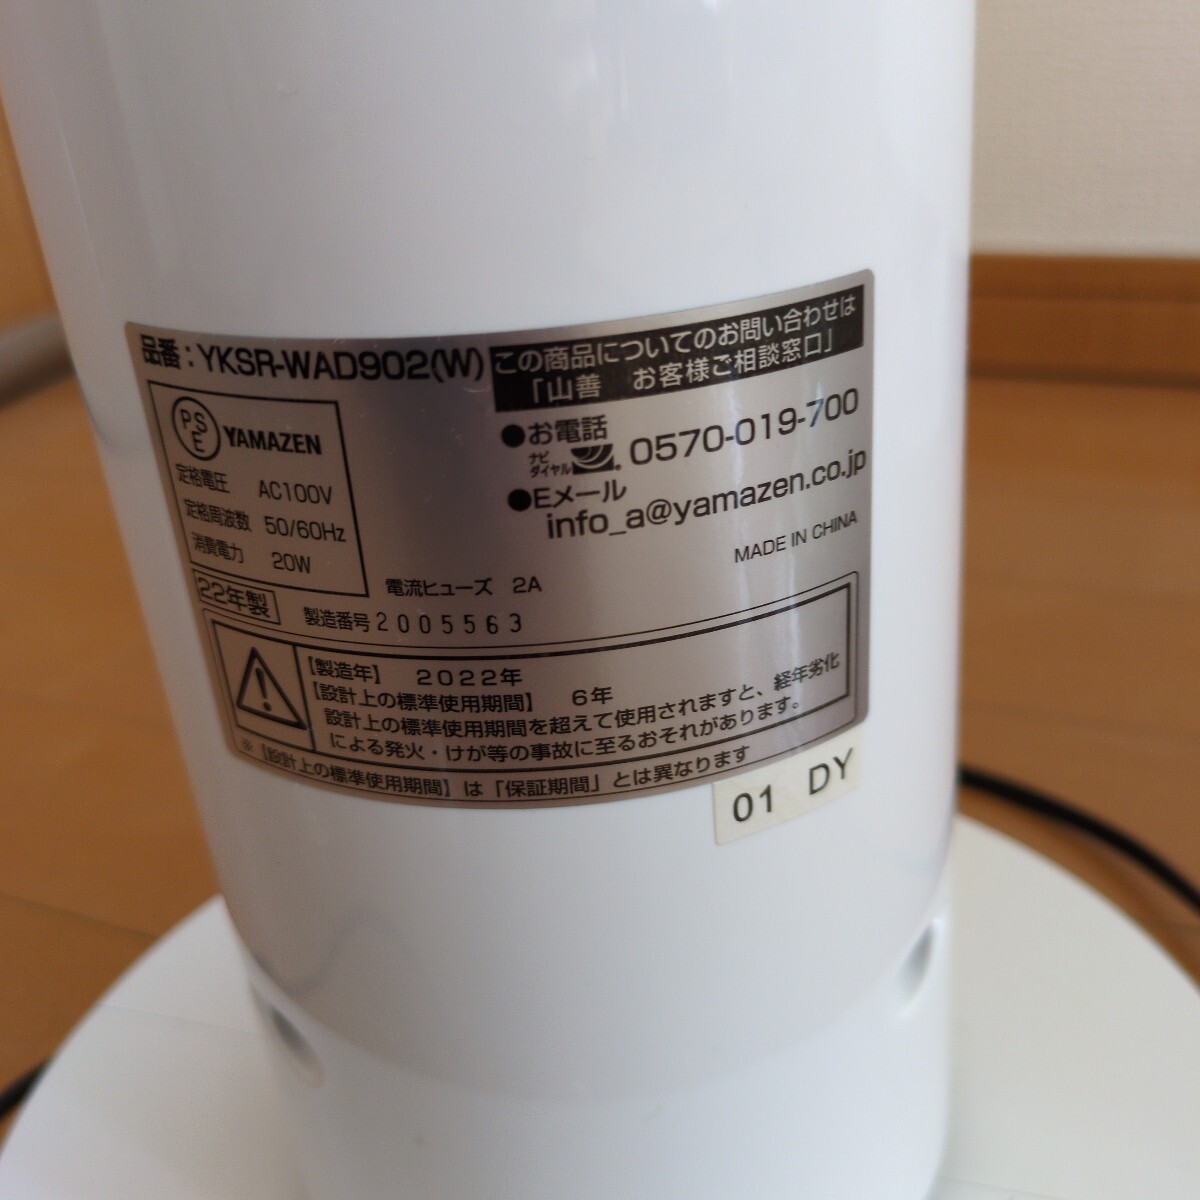 品番：YKSR-WAD902(W)
この商品についてのお問い合わせは
「山善　お客様ご相談窓口」
●お電話
ナビダイヤル 0570-019-700
●Eメール
info_a@yamazen.co.jp
MADE IN CHINA
PSE YAMAZEN
定格電圧 AC100V
定格周波数 50/60Hz
消費電力 20W
電流ヒューズ 2A
22年製
製造番号 2005563
【製造年】 2022年
【設計上の標準使用期間】 6年
設計上の標準使用期間を超えて使用されますと、経年劣化
による発火・けが等の事故に至るおそれがあります。
※【設計上の標準使用期間】は「保証期間」とは異なります
01 DY